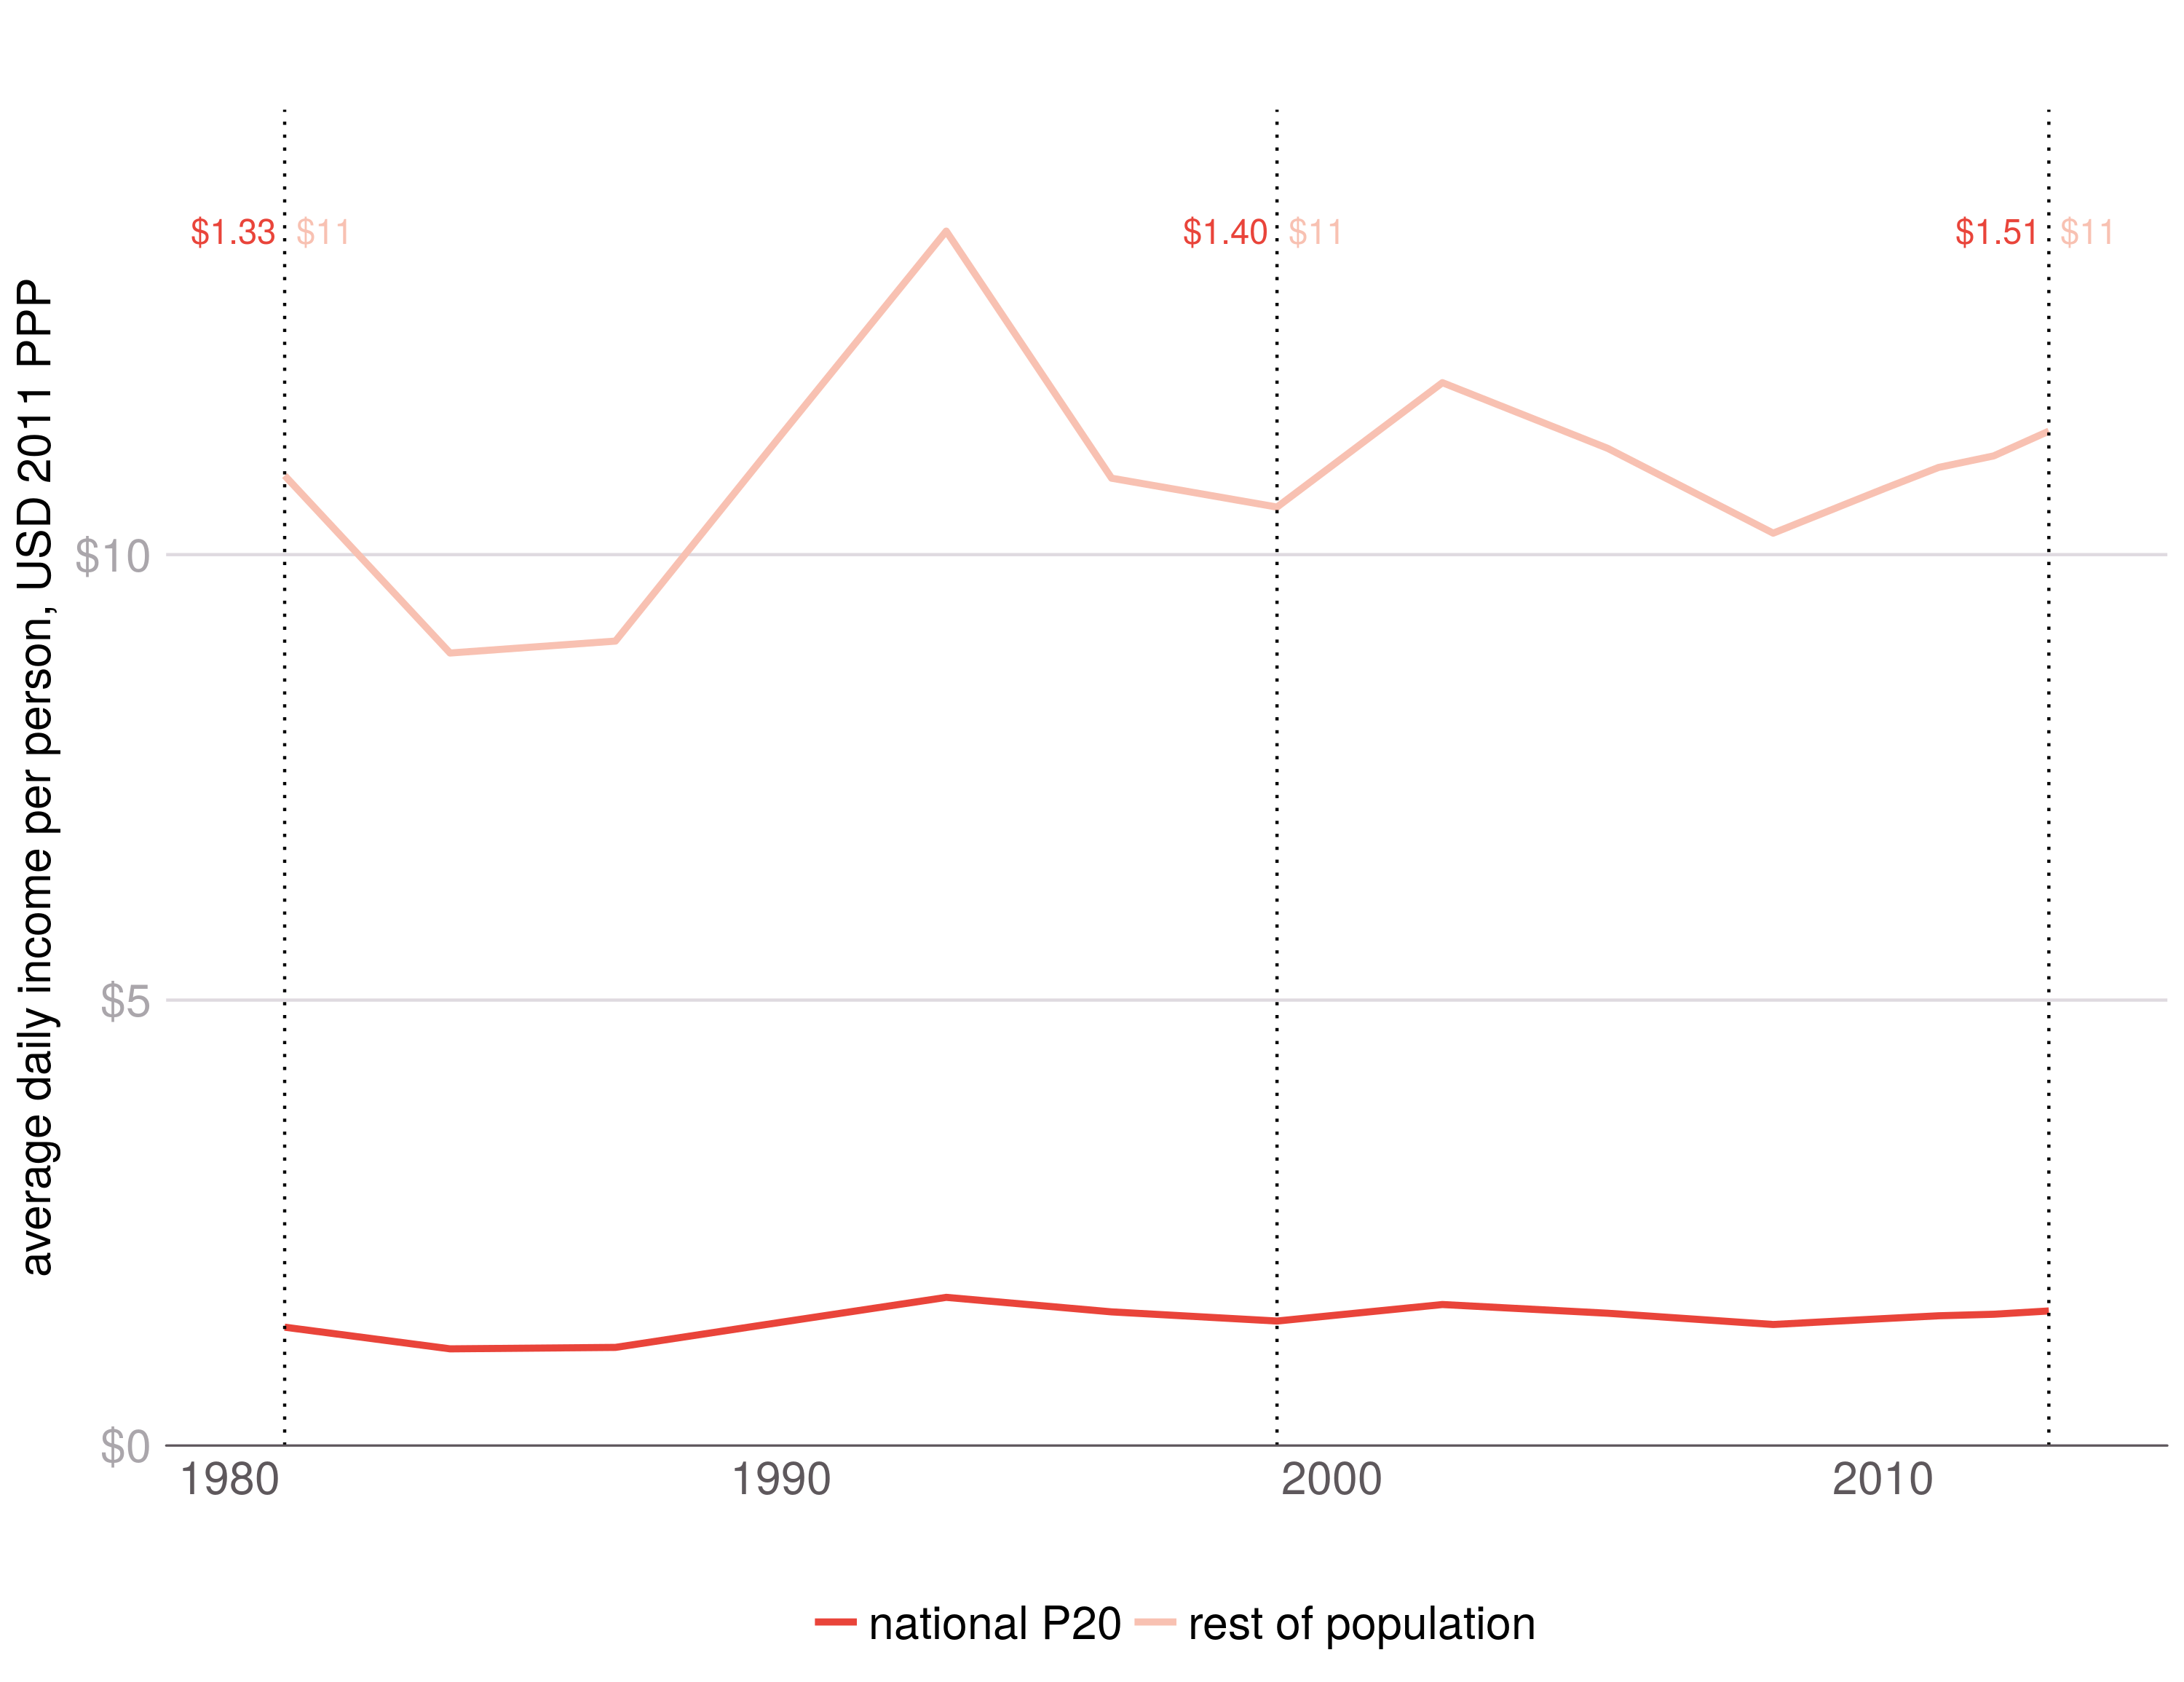 $1.33 $11 $1.40 $11 $1.51 $11
average daily income per person, USD 2011 PPP
$10
$5
$0
1980 1990 2000 2010
national P20 rest of population